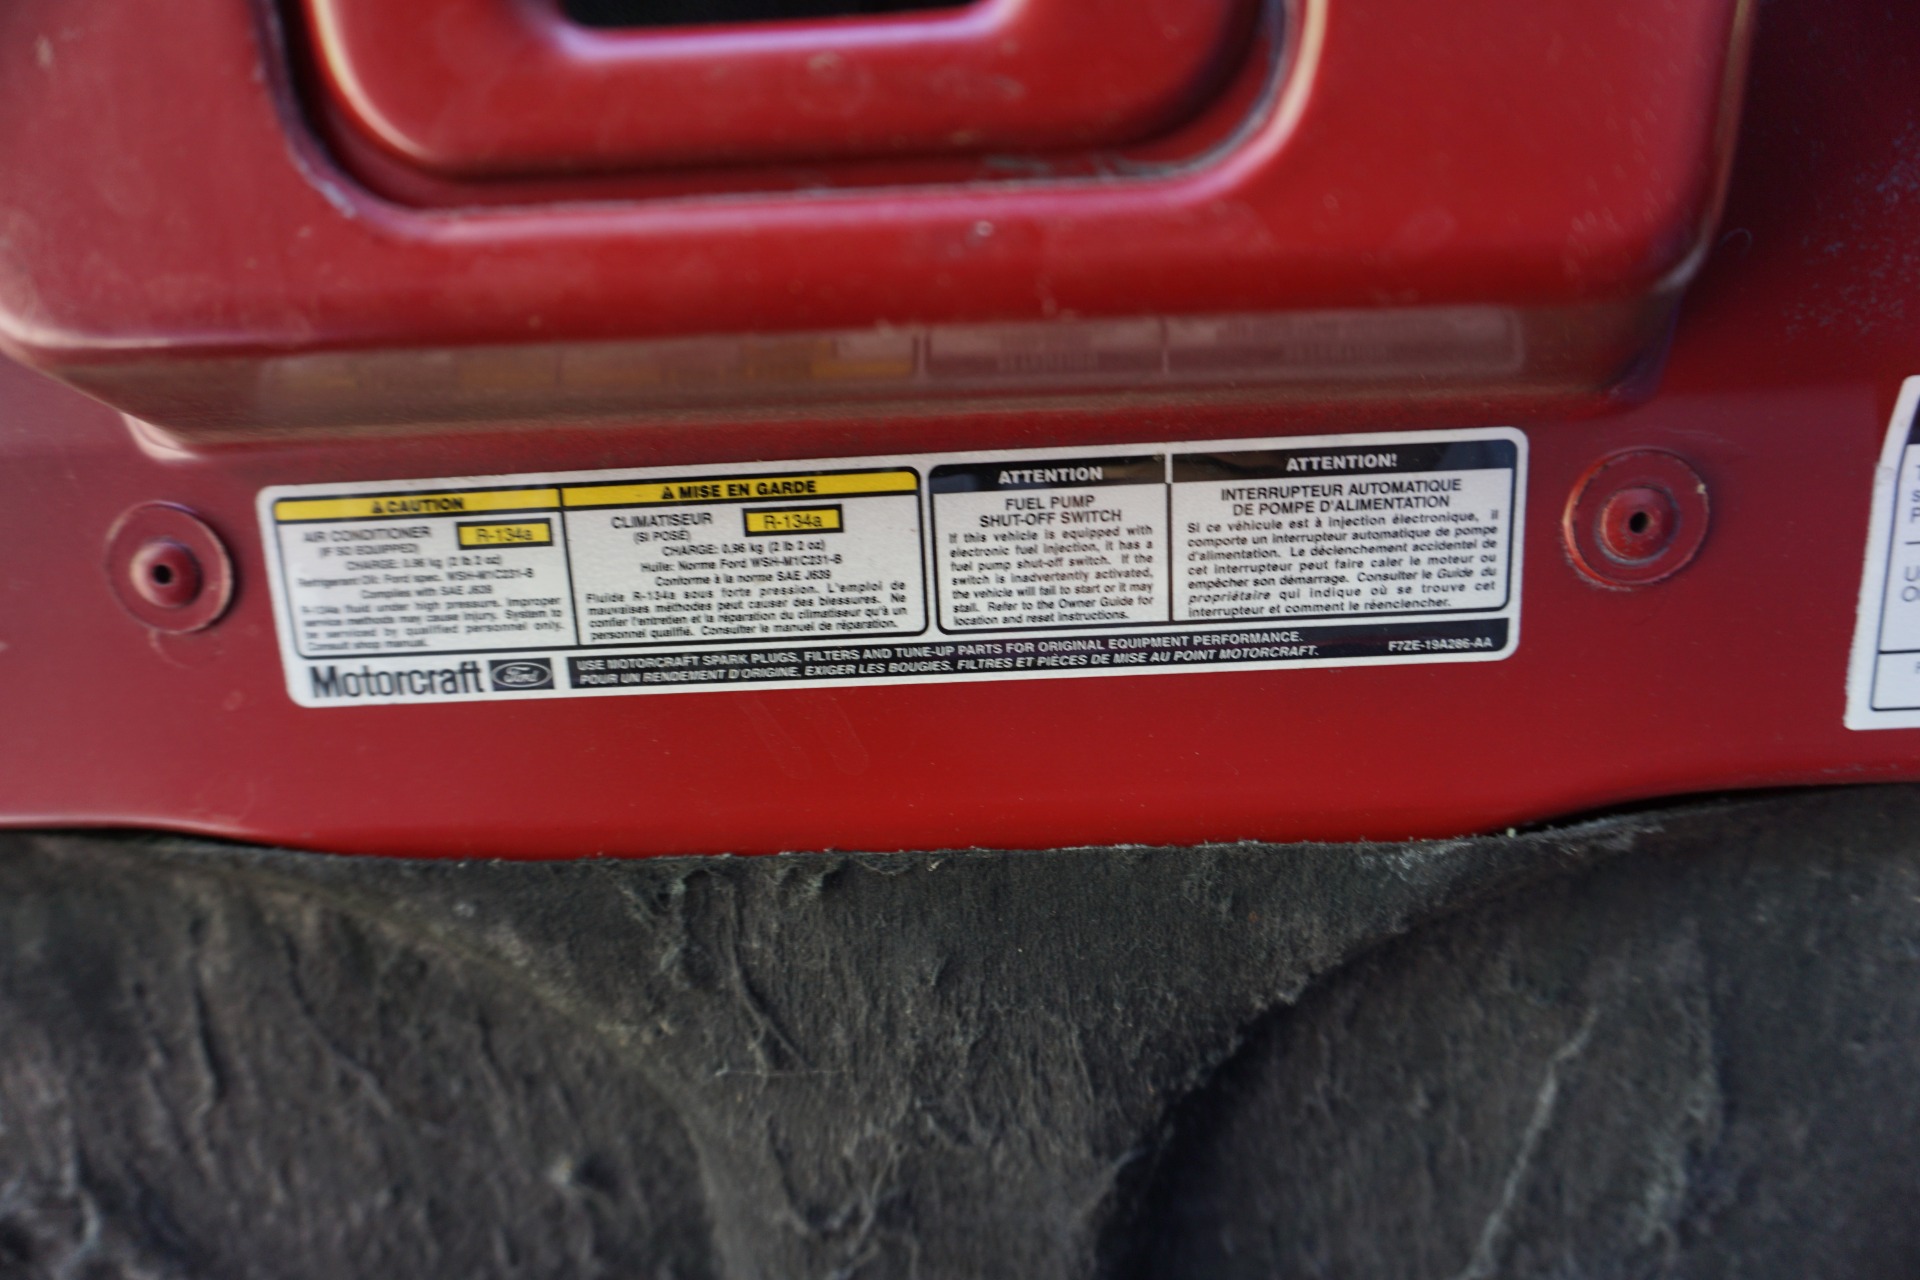 CAUTION
AIR CONDITIONER R-134a
(IF SO EQUIPPED)
CHARGE: 0.96 kg (2 lb 2 oz)
Refrigerant Oil: Ford spec. WSH-M1C231-B
Complies with SAE J639
R-134a fluid under high pressure. Improper
service methods may cause injury. System to
be serviced by qualified personnel only.
Consult shop manual.
MISE EN GARDE
CLIMATISEUR R-134a
(SI POSÉ)
CHARGE: 0,96 kg (2 lb 2 oz)
Huile: Norme Ford WSH-M1C231-B
Conforme à la norme SAE J639
Fluide R-134a sous forte pression. L'emploi de
mauvaises méthodes peut causer des blessures. Ne
confier l'entretien et la réparation du climatiseur qu'à un
personnel qualifié. Consulter le manuel de réparation.
ATTENTION
FUEL PUMP
SHUT-OFF SWITCH
If this vehicle is equipped with
electronic fuel injection, it has a
fuel pump shut-off switch. If the
switch is inadvertently activated,
the vehicle will fail to start or it may
stall. Refer to the Owner Guide for
location and reset instructions.
ATTENTION!
INTERRUPTEUR AUTOMATIQUE
DE POMPE D'ALIMENTATION
Si ce véhicule est à injection électronique, il
comporte un interrupteur automatique de pompe
d'alimentation. Le déclenchement accidentel de
cet interrupteur peut faire caler le moteur ou
empêcher son démarrage. Consulter le Guide du
propriétaire qui indique où se trouve cet
interrupteur et comment le réenclencher.
Motorcraft Ford
USE MOTORCRAFT SPARK PLUGS, FILTERS AND TUNE-UP PARTS FOR ORIGINAL EQUIPMENT PERFORMANCE.
POUR UN RENDEMENT D'ORIGINE, EXIGER LES BOUGIES, FILTRES ET PIÈCES DE MISE AU POINT MOTORCRAFT.
F7ZE-19A286-AA